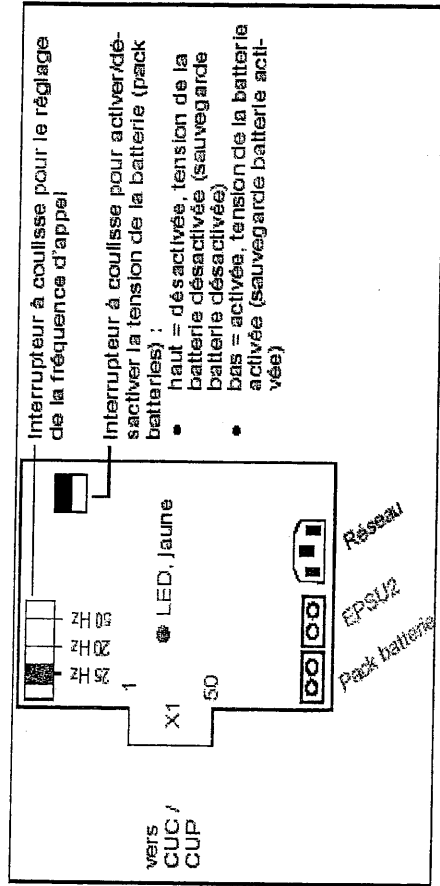 Interrupteur à coulisse pour le réglage
de la fréquence d'appel
Interrupteur à coulisse pour activer/dé-
sactiver la tension de la batterie (pack
batteries) :
• haut = désactivée, tension de la
batterie désactivée (sauvegarde
batterie désactivée)
• bas = activée, tension de la batterie
activée (sauvegarde batterie acti-
vée)
25 Hz
20 Hz
50 Hz
LED, jaune
1
X1
50
vers
CUC /
CUP
Pack batterie
EPSU2
Réseau